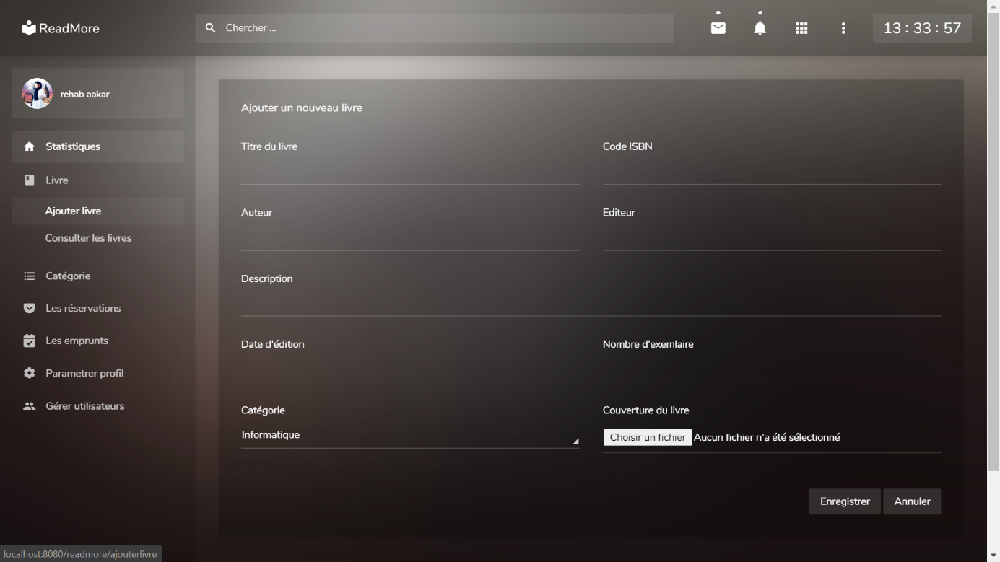 ReadMore
Chercher ...
13 : 33 : 57
rehab aakar
Statistiques
Livre
Ajouter livre
Consulter les livres
Catégorie
Les réservations
Les emprunts
Parametrer profil
Gérer utilisateurs
Ajouter un nouveau livre
Titre du livre
Code ISBN
Auteur
Editeur
Description
Date d'édition
Nombre d'exemlaire
Catégorie
Couverture du livre
Informatique
Choisir un fichier Aucun fichier n'a été sélectionné
Enregistrer
Annuler
localhost:8080/readmore/ajouterlivre